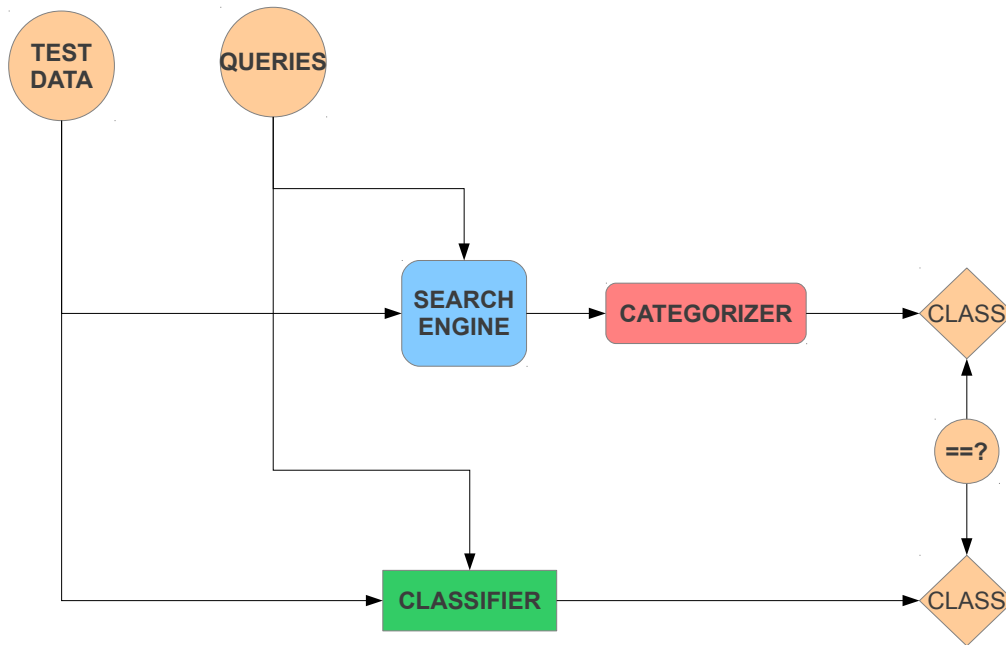 TEST
DATA
QUERIES
SEARCH
ENGINE
CATEGORIZER
CLASS
==?
CLASSIFIER
CLASS